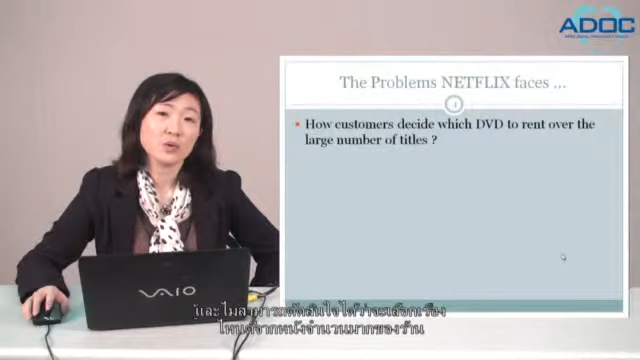 ADOC
The Problems NETFLIX faces ...
How customers decide which DVD to rent over the
large number of titles ?
VAIO
และไม่สามารถตัดสินใจได้ว่าจะเลือกเรื่อง
ไหนดีจากหนังจำนวนมากของร้าน